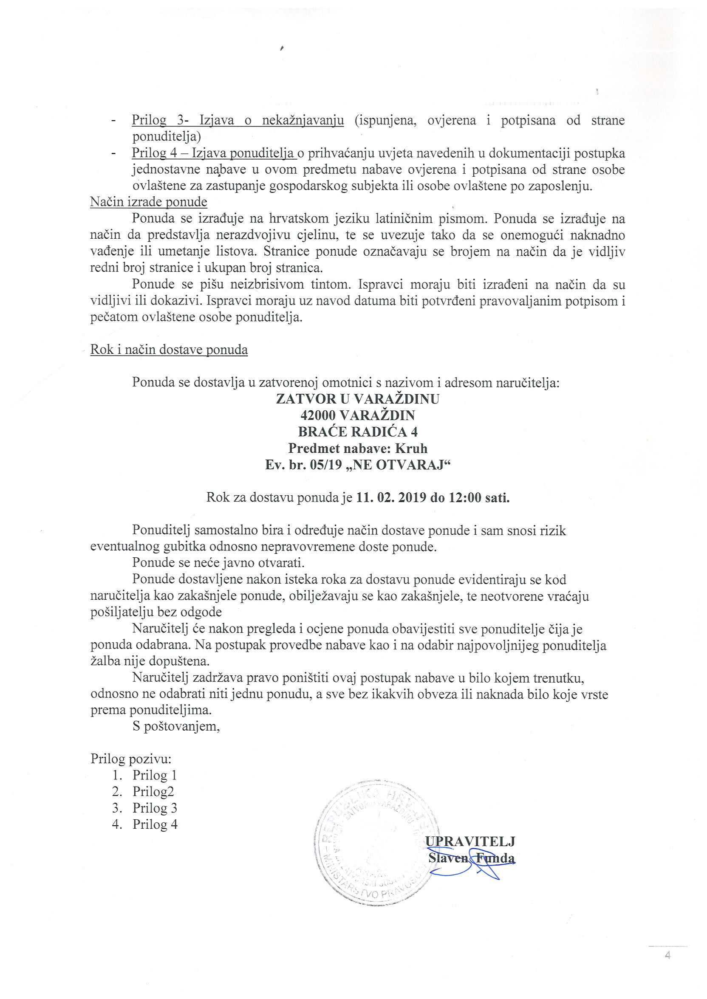 - Prilog 3- Izjava o nekažnjavanju (ispunjena, ovjerena i potpisana od strane
ponuditelja)
- Prilog 4 – Izjava ponuditelja o prihvaćanju uvjeta navedenih u dokumentaciji postupka
jednostavne nabave u ovom predmetu nabave ovjerena i potpisana od strane osobe
ovlaštene za zastupanje gospodarskog subjekta ili osobe ovlaštene po zaposlenju.
Način izrade ponude
Ponuda se izrađuje na hrvatskom jeziku latiničnim pismom. Ponuda se izrađuje na
način da predstavlja nerazdvojivu cjelinu, te se uvezuje tako da se onemogući naknadno
vađenje ili umetanje listova. Stranice ponude označavaju se brojem na način da je vidljiv
redni broj stranice i ukupan broj stranica.
Ponude se pišu neizbrisivom tintom. Ispravci moraju biti izrađeni na način da su
vidljivi ili dokazivi. Ispravci moraju uz navod datuma biti potvrđeni pravovaljanim potpisom i
pečatom ovlaštene osobe ponuditelja.
Rok i način dostave ponuda
Ponuda se dostavlja u zatvorenoj omotnici s nazivom i adresom naručitelja:
ZATVOR U VARAŽDINU
42000 VARAŽDIN
BRAĆE RADIĆA 4
Predmet nabave: Kruh
Ev. br. 05/19 „NE OTVARAJ“
Rok za dostavu ponuda je 11. 02. 2019 do 12:00 sati.
Ponuditelj samostalno bira i određuje način dostave ponude i sam snosi rizik
eventualnog gubitka odnosno nepravovremene doste ponude.
Ponude se neće javno otvarati.
Ponude dostavljene nakon isteka roka za dostavu ponude evidentiraju se kod
naručitelja kao zakašnjele ponude, obilježavaju se kao zakašnjele, te neotvorene vraćaju
pošiljatelju bez odgode
Naručitelj će nakon pregleda i ocjene ponuda obavijestiti sve ponuditelje čija je
ponuda odabrana. Na postupak provedbe nabave kao i na odabir najpovoljnijeg ponuditelja
žalba nije dopuštena.
Naručitelj zadržava pravo poništiti ovaj postupak nabave u bilo kojem trenutku,
odnosno ne odabrati niti jednu ponudu, a sve bez ikakvih obveza ili naknada bilo koje vrste
prema ponuditeljima.
S poštovanjem,
Prilog pozivu:
1. Prilog 1
2. Prilog2
3. Prilog 3
4. Prilog 4
REPUBLIKA
ZATVOR U VARAŽDINU
MINISTARSTVO
UPRAVITELJ
Slaven Funda
4